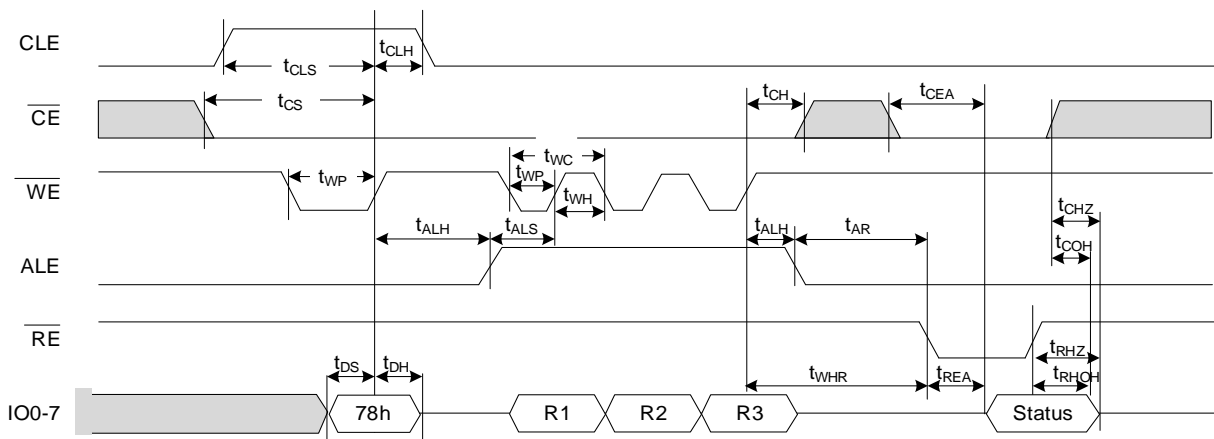 CLE
tCLH
tCLS
CE
tCS
tCH
tCEA
WE
tWP
tWC
tWP
tWH
tCHZ
tCOH
ALE
tALH
tALS
tALH
tAR
RE
tDS
tDH
tWHR
tREA
tRHZ
tRHOH
IO0-7
78h
R1
R2
R3
Status